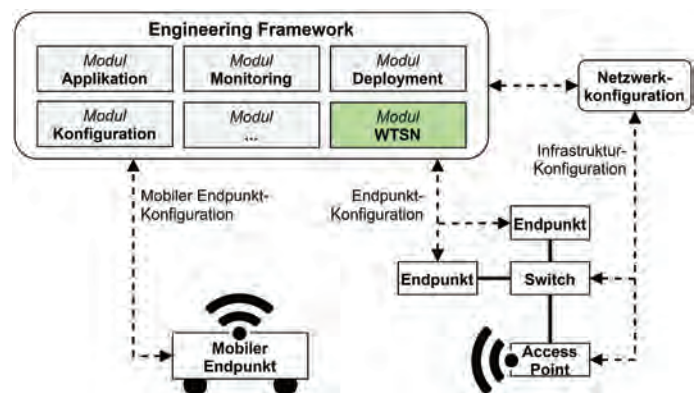 Engineering Framework
Modul
Applikation
Modul
Monitoring
Modul
Deployment
Modul
Konfiguration
Modul
...
Modul
WTSN
Netzwerk-
konfiguration
Mobiler Endpunkt-
Konfiguration
Endpunkt-
Konfiguration
Infrastruktur-
Konfiguration
Endpunkt
Endpunkt
Switch
Mobiler
Endpunkt
Access
Point